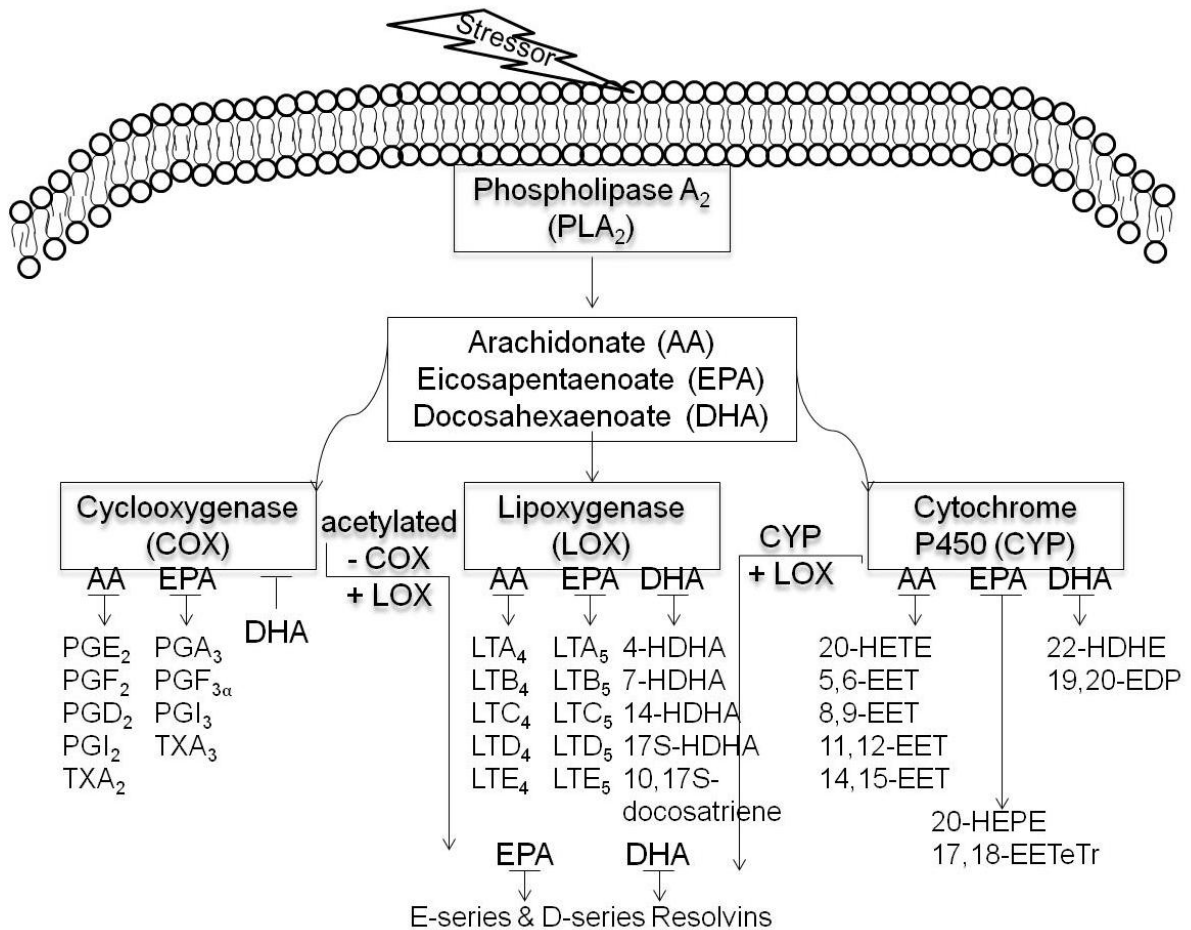 Stressor
Phospholipase A₂
(PLA₂)
Arachidonate (AA)
Eicosapentaenoate (EPA)
Docosahexaenoate (DHA)
Cyclooxygenase
(COX)
AA EPA
DHA
PGE₂ PGA₃
PGF₂ PGF₃α
PGD₂ PGI₃
PGI₂ TXA₃
TXA₂
acetylated
- COX
+ LOX
Lipoxygenase
(LOX)
AA EPA DHA
LTA₄ LTA₅ 4-HDHA
LTB₄ LTB₅ 7-HDHA
LTC₄ LTC₅ 14-HDHA
LTD₄ LTD₅ 17S-HDHA
LTE₄ LTE₅ 10,17S-
docosatriene
CYP
+ LOX
Cytochrome
P450 (CYP)
AA EPA DHA
20-HETE 22-HDHE
5,6-EET 19,20-EDP
8,9-EET
11,12-EET
14,15-EET
20-HEPE
17,18-EETeTr
EPA DHA
E-series & D-series Resolvins